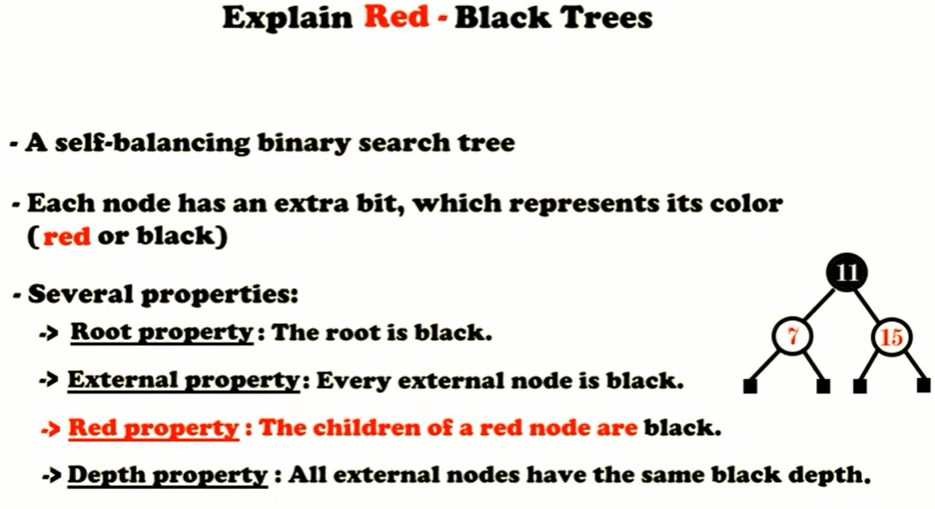 Explain Red - Black Trees
- A self-balancing binary search tree
- Each node has an extra bit, which represents its color
(red or black)
- Several properties:
-> Root property : The root is black.
-> External property : Every external node is black.
-> Red property : The children of a red node are black.
-> Depth property : All external nodes have the same black depth.
11
7
15